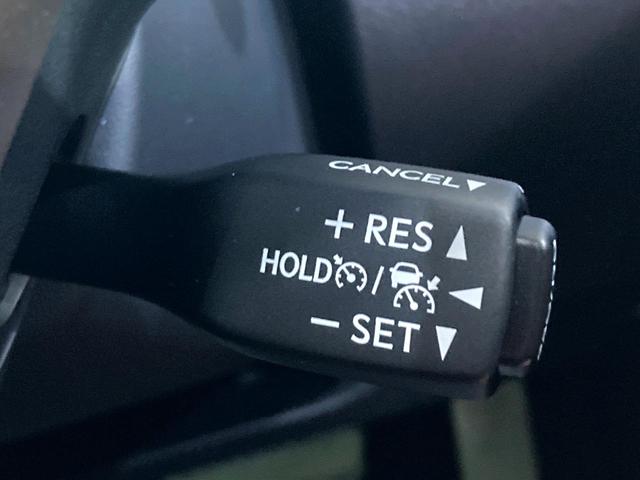 CANCEL▼
+ RES ▲
HOLD / ◀
− SET ▼